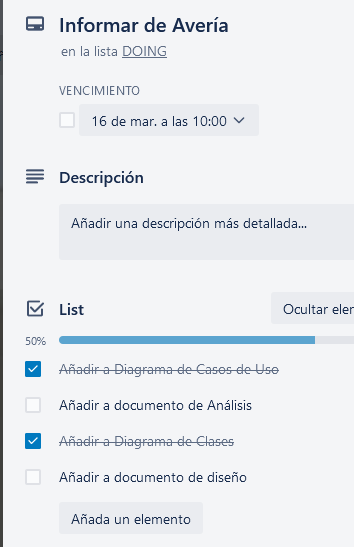 Informar de Avería
en la lista DOING
VENCIMIENTO
16 de mar. a las 10:00
Descripción
Añadir una descripción más detallada...
List
Ocultar eler
50%
Añadir a Diagrama de Casos de Uso
Añadir a documento de Análisis
Añadir a Diagrama de Clases
Añadir a documento de diseño
Añada un elemento